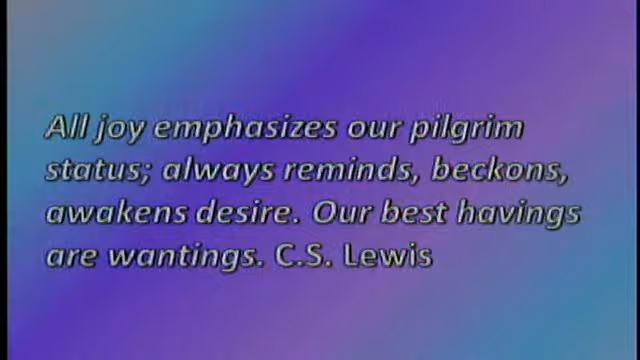 All joy emphasizes our pilgrim
status; always reminds, beckons,
awakens desire. Our best havings
are wantings. C.S. Lewis